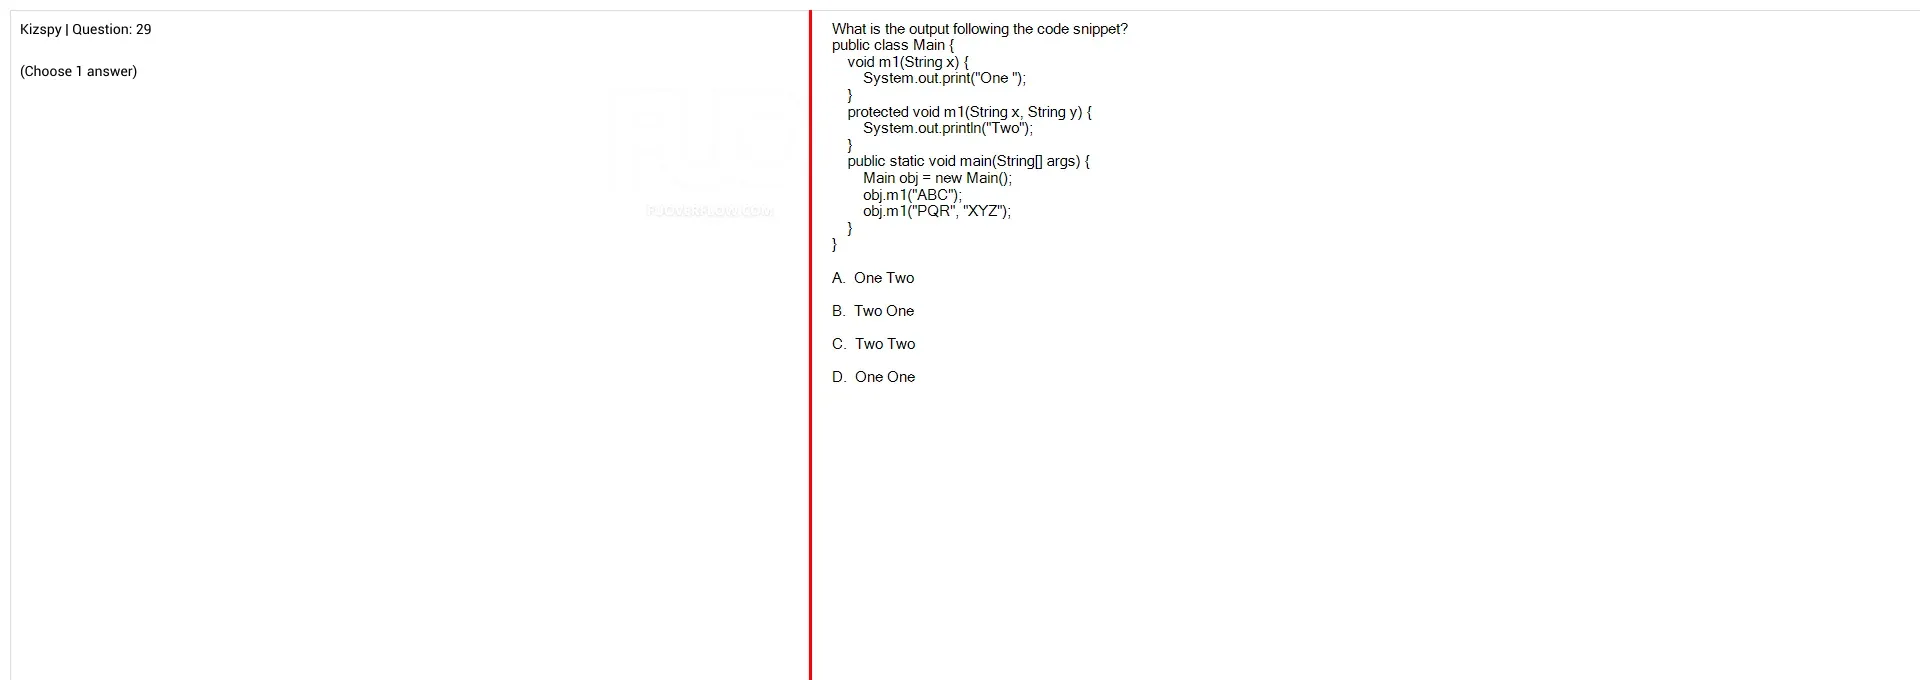 Kizspy | Question: 29
(Choose 1 answer)
FUOVERFLOW.COM
What is the output following the code snippet?
public class Main {
void m1(String x) {
System.out.print("One ");
}
protected void m1(String x, String y) {
System.out.println("Two");
}
public static void main(String[] args) {
Main obj = new Main();
obj.m1("ABC");
obj.m1("PQR", "XYZ");
}
}
A. One Two
B. Two One
C. Two Two
D. One One